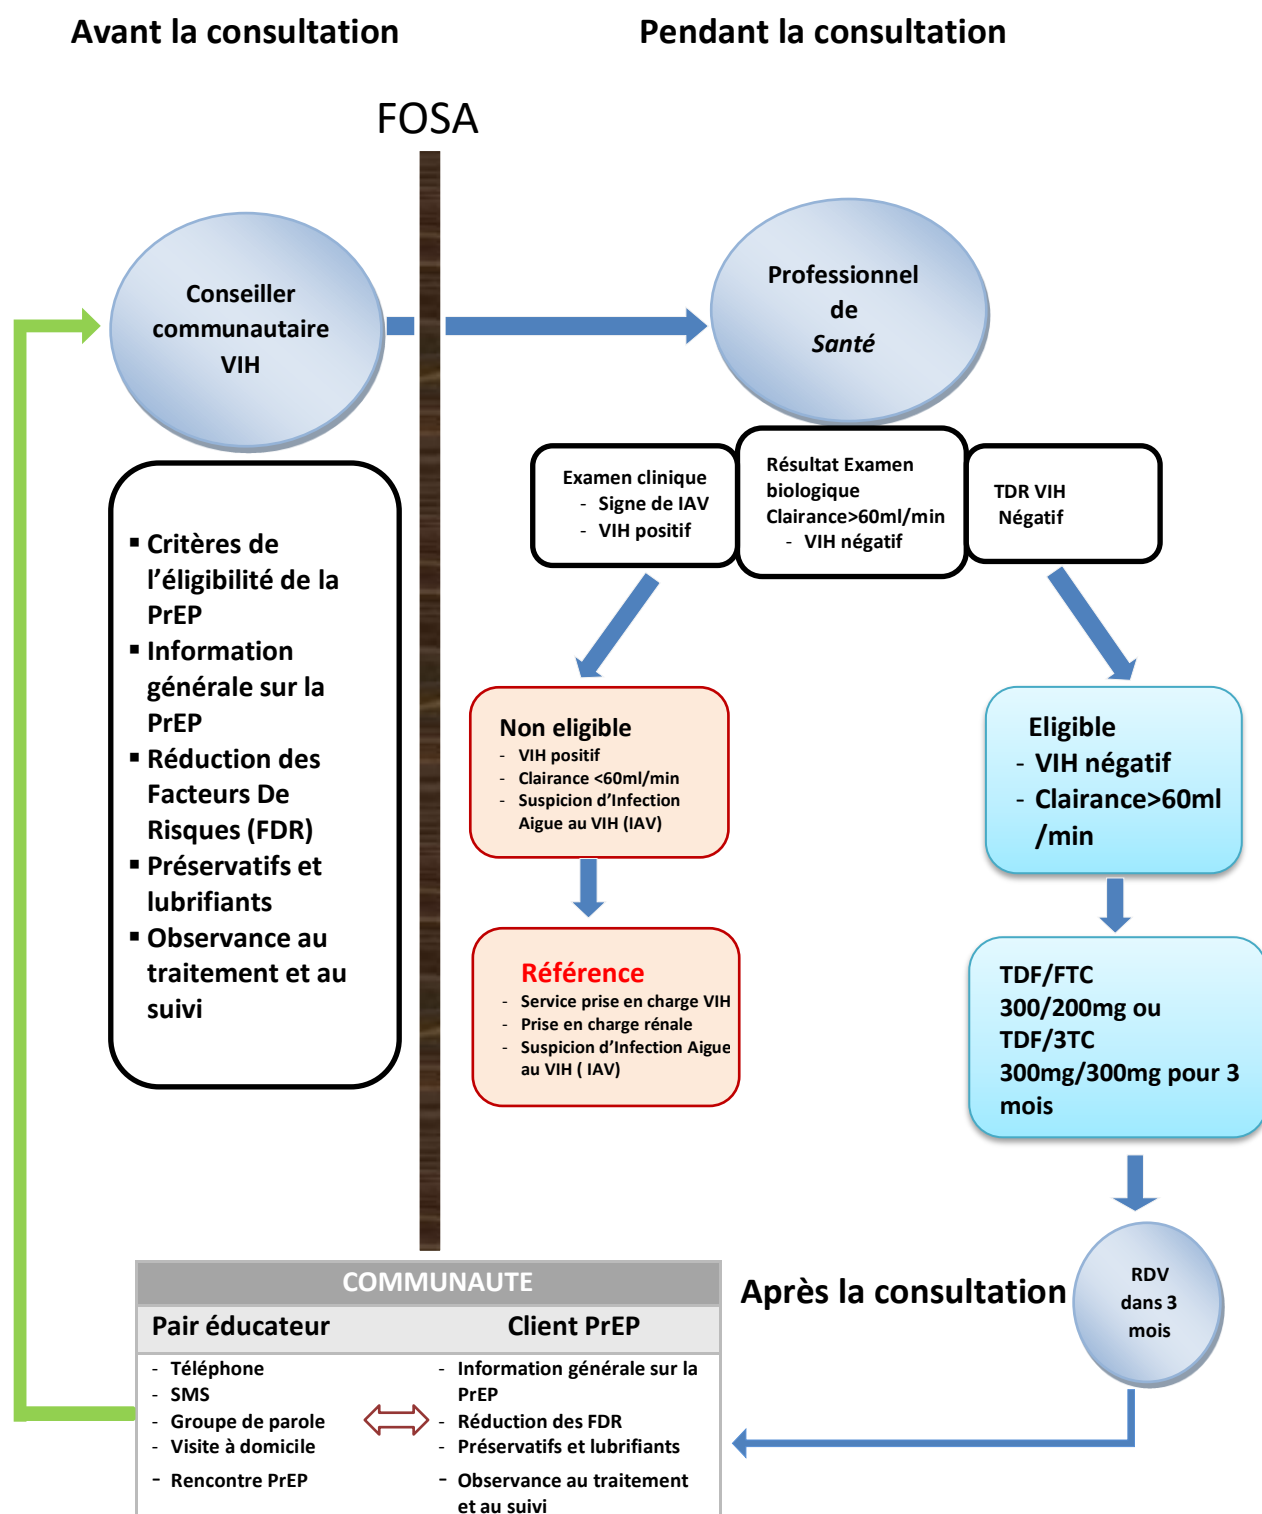 Avant la consultation
Pendant la consultation
FOSA
Conseiller
communautaire
VIH
Professionnel
de
Santé
▪ Critères de
l'éligibilité de la
PrEP
▪ Information
générale sur la
PrEP
▪ Réduction des
Facteurs De
Risques (FDR)
▪ Préservatifs et
lubrifiants
▪ Observance au
traitement et au
suivi
Examen clinique
- Signe de IAV
- VIH positif
Résultat Examen
biologique
Clairance>60ml/min
- VIH négatif
TDR VIH
Négatif
Non eligible
- VIH positif
- Clairance <60ml/min
- Suspicion d'Infection
Aigue au VIH (IAV)
Référence
- Service prise en charge VIH
- Prise en charge rénale
- Suspicion d'Infection Aigue
au VIH ( IAV)
Eligible
- VIH négatif
- Clairance>60ml
/min
TDF/FTC
300/200mg ou
TDF/3TC
300mg/300mg pour 3
mois
RDV
dans 3
mois
Après la consultation
COMMUNAUTE
Pair éducateur
- Téléphone
- SMS
- Groupe de parole
- Visite à domicile
- Rencontre PrEP
Client PrEP
- Information générale sur la
PrEP
- Réduction des FDR
- Préservatifs et lubrifiants
- Observance au traitement
et au suivi